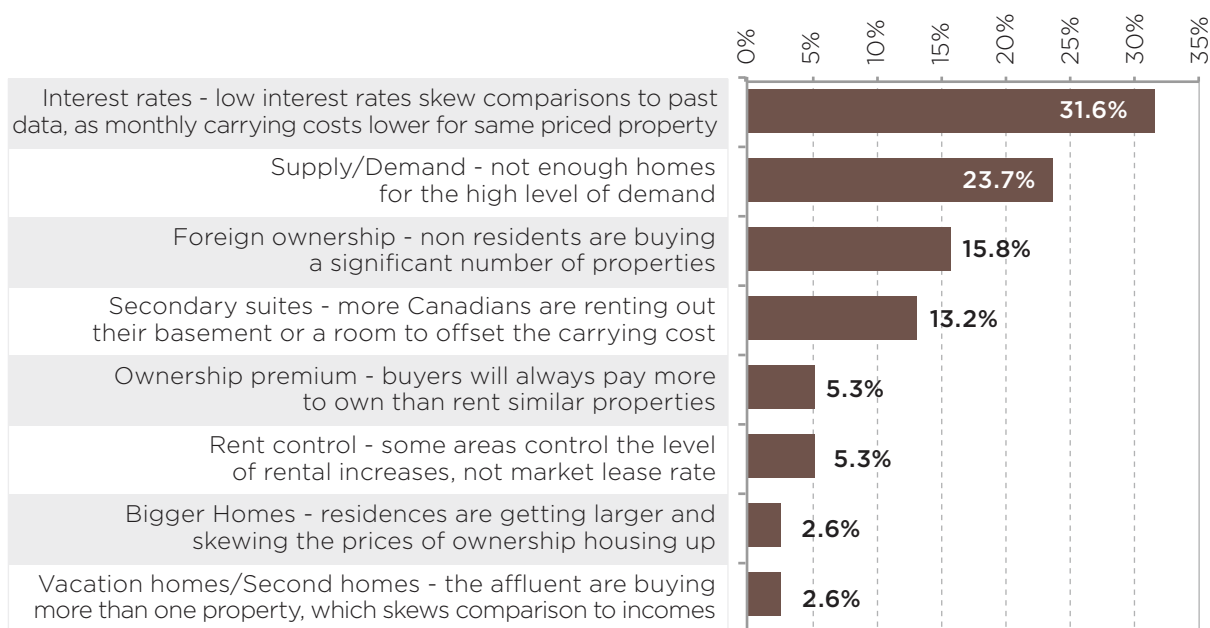 0% 5% 10% 15% 20% 25% 30% 35%
Interest rates - low interest rates skew comparisons to past
data, as monthly carrying costs lower for same priced property
31.6%
Supply/Demand - not enough homes
for the high level of demand
23.7%
Foreign ownership - non residents are buying
a significant number of properties
15.8%
Secondary suites - more Canadians are renting out
their basement or a room to offset the carrying cost
13.2%
Ownership premium - buyers will always pay more
to own than rent similar properties
5.3%
Rent control - some areas control the level
of rental increases, not market lease rate
5.3%
Bigger Homes - residences are getting larger and
skewing the prices of ownership housing up
2.6%
Vacation homes/Second homes - the affluent are buying
more than one property, which skews comparison to incomes
2.6%